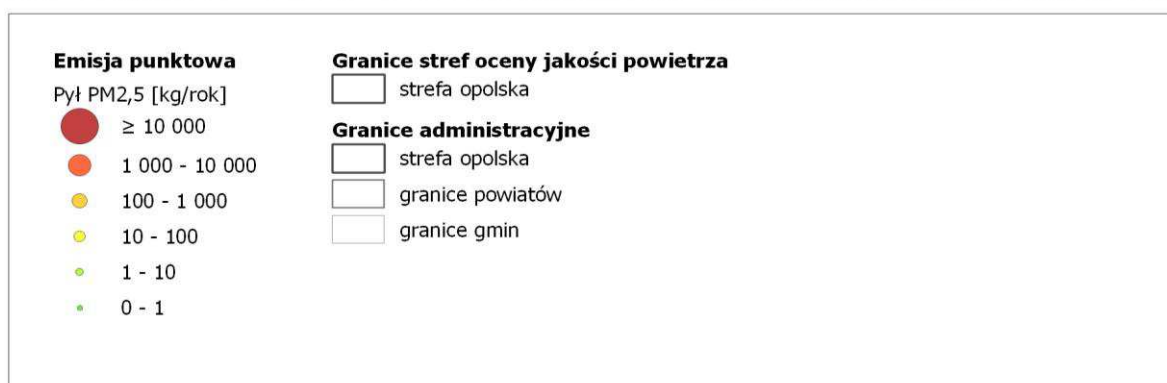 Emisja punktowa
Pył PM2,5 [kg/rok]
≥ 10 000
1 000 - 10 000
100 - 1 000
10 - 100
1 - 10
0 - 1
Granice stref oceny jakości powietrza
strefa opolska
Granice administracyjne
strefa opolska
granice powiatów
granice gmin